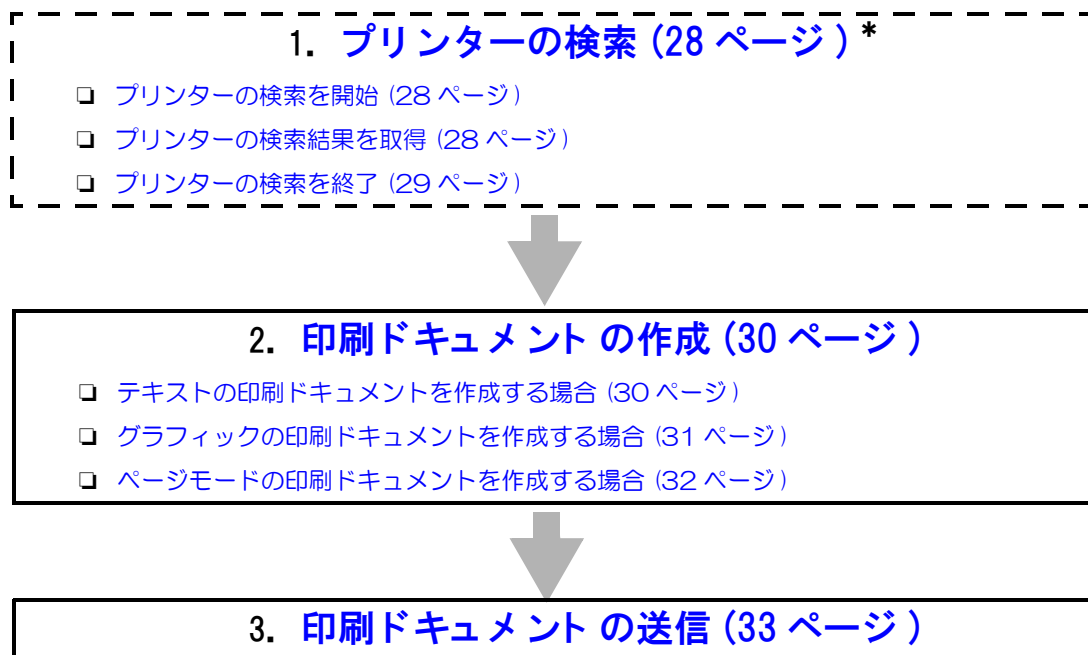 1. プリンターの検索 (28 ページ ) *
❏ プリンターの検索を開始 (28 ページ )
❏ プリンターの検索結果を取得 (28 ページ )
❏ プリンターの検索を終了 (29 ページ )
2. 印刷ドキュメント の作成 (30 ページ )
❏ テキストの印刷ドキュメントを作成する場合 (30 ページ )
❏ グラフィックの印刷ドキュメントを作成する場合 (31 ページ )
❏ ページモードの印刷ドキュメントを作成する場合 (32 ページ )
3. 印刷ドキュメント の送信 (33 ページ )